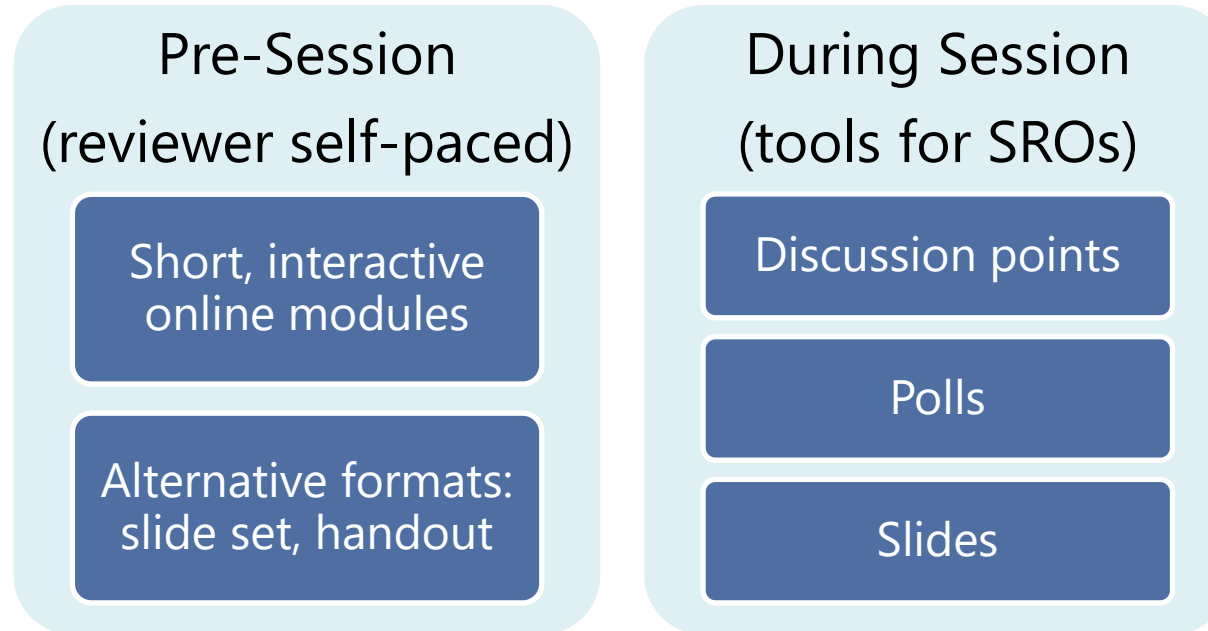 Pre-Session
(reviewer self-paced)
Short, interactive
online modules
Alternative formats:
slide set, handout
During Session
(tools for SROs)
Discussion points
Polls
Slides